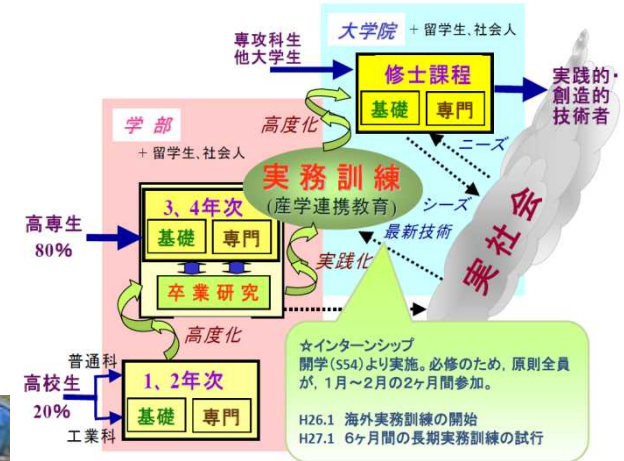 大学院 + 留学生、社会人
専攻科生
他大学生
修士課程
基礎 専門
実践的・
創造的
技術者
学 部
+ 留学生、社会人
高度化
ニーズ
実 務 訓 練
(産学連携教育)
シーズ
最新技術
実社会
3、4年次
基礎 専門
高専生
80%
卒 業 研 究
実践化
高度化
普通科
高校生
20%
工業科
1、2年次
基礎 専門
☆インターンシップ
開学(S54)より実施。必修のため, 原則全員
が, 1月～2月の2ヶ月間参加。
H26.1 海外実務訓練の開始
H27.1 6ヶ月間の長期実務訓練の試行